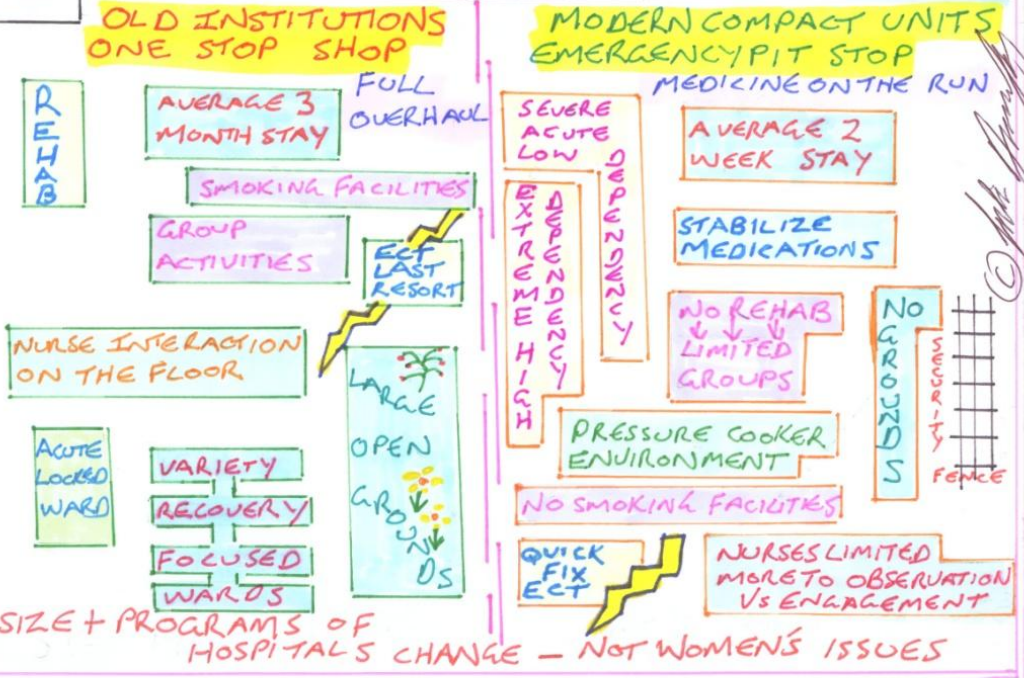 OLD INSTITUTIONS
ONE STOP SHOP
FULL
OVERHAUL
REHAB
AVERAGE 3
MONTH STAY
SMOKING FACILITIES
GROUP
ACTIVITIES
ECT
LAST
RESORT
NURSE INTERACTION
ON THE FLOOR
LARGE
OPEN
GROUNDS
ACUTE
LOCKED
WARD
VARIETY
RECOVERY
FOCUSED
WARDS
MODERN COMPACT UNITS
EMERGENCY PIT STOP
MEDICINE ON THE RUN
SEVERE
ACUTE
LOW
DEPENDENCY
EXTREME HIGH
DEPENDENCY
AVERAGE 2
WEEK STAY
STABILIZE
MEDICATIONS
NO REHAB
LIMITED
GROUPS
NO
GROUNDS
SECURITY
FENCE
PRESSURE COOKER
ENVIRONMENT
NO SMOKING FACILITIES
QUICK
FIX
ECT
NURSES LIMITED
MORE TO OBSERVATION
VS ENGAGEMENT
SIZE + PROGRAMS OF
HOSPITALS CHANGE - NOT WOMEN'S ISSUES
©